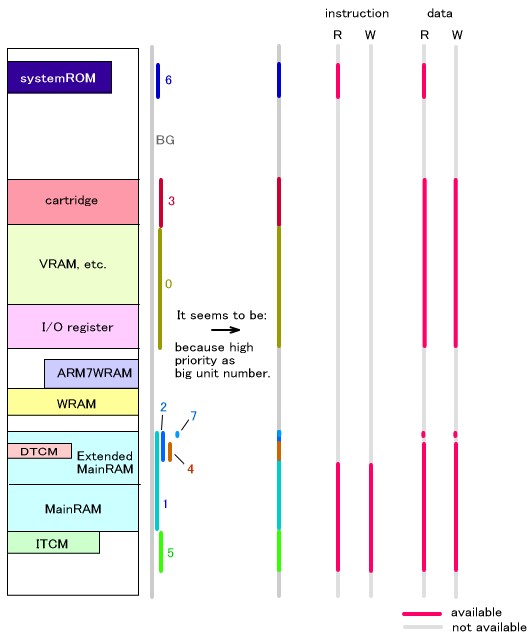 instruction data
R W R W
systemROM
6
BG
cartridge
3
VRAM, etc.
0
I/O register
It seems to be:
because high
priority as
big unit number.
ARM7WRAM
WRAM
2
7
DTCM
Extended
MainRAM
4
MainRAM
1
ITCM
5
available
not available